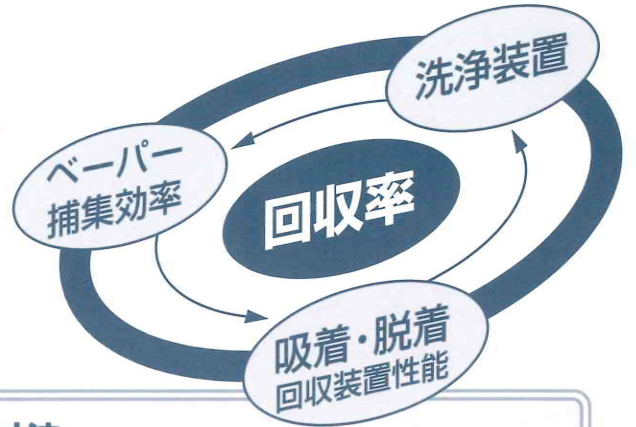 洗浄装置
ベーパー
捕集効率
回収率
吸着・脱着
回収装置性能